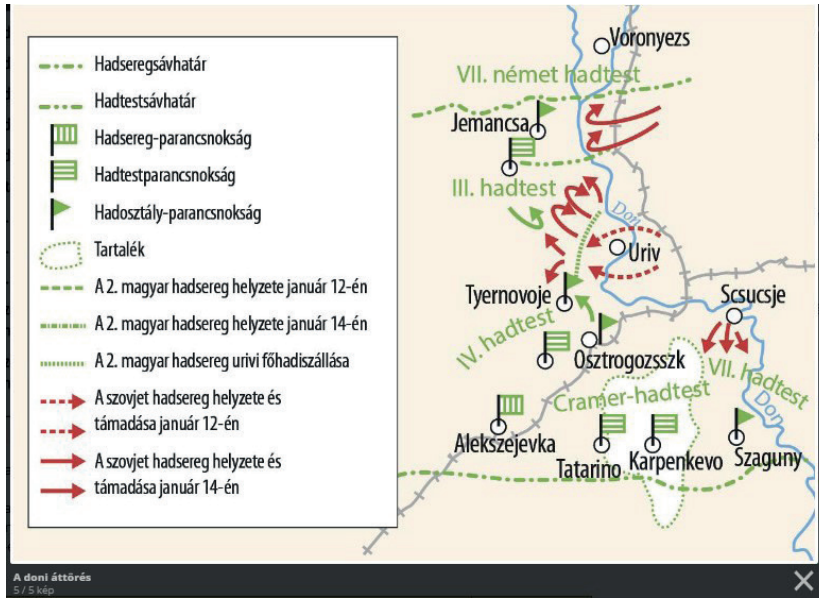 Hadseregsávhatár
Hadtestsávhatár
Hadsereg-parancsnokság
Hadtestparancsnokság
Hadosztály-parancsnokság
Tartalék
A 2. magyar hadsereg helyzete január 12-én
A 2. magyar hadsereg helyzete január 14-én
A 2. magyar hadsereg urivi főhadiszállása
A szovjet hadsereg helyzete és
támadása január 12-én
A szovjet hadsereg helyzete és
támadása január 14-én
Voronyezs
VII. német hadtest
Jemancsa
III. hadtest
Don
Uriv
Tyernovoje
Scsucsje
IV. hadtest
Osztrogozsszk
VII. hadtest
Cramer-hadtest
Don
Alekszejevka
Tatarino
Karpenkevo
Szaguny
A doni áttörés
5 / 5 kép